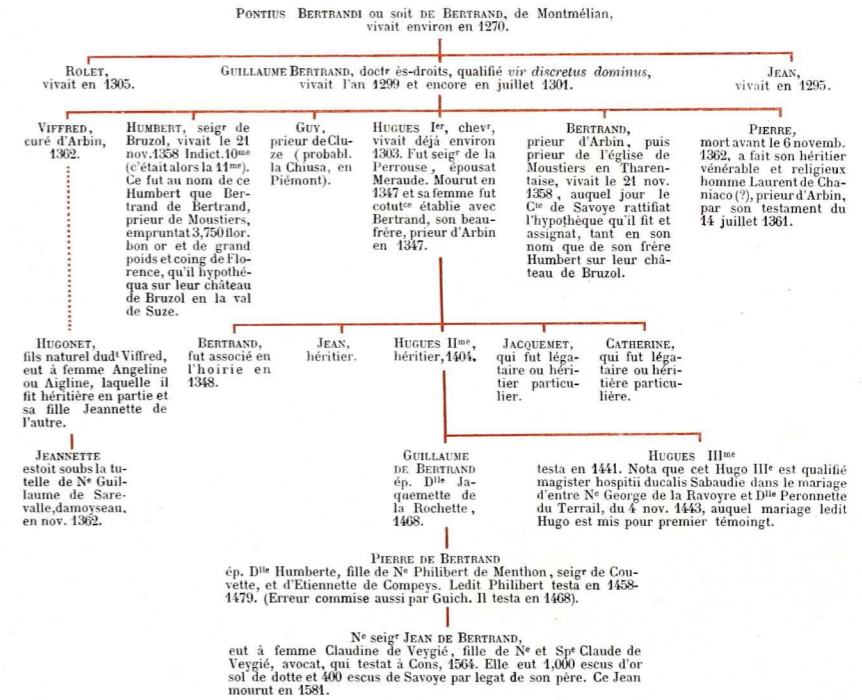 PONTIUS BERTRANDI ou soit DE BERTRAND, de Montmélian,
vivait environ en 1270.
ROLET,
vivait en 1305.
GUILLAUME BERTRAND, doctr ès-droits, qualifié vir discretus dominus,
vivait l'an 1299 et encore en juillet 1301.
JEAN,
vivait en 1295.
VIFFRED,
curé d'Arbin,
1362.
HUMBERT, seigr de
Bruzol, vivait le 21
nov. 1358 Indict. 10me
(c'était alors la 11me).
Ce fut au nom de ce
Humbert que Ber-
trand de Bertrand,
prieur de Moustiers,
empruntat 3,750 flor.
bon or et de grand
poids et coing de Flo-
rence, qu'il hypothé-
qua sur leur château
de Bruzol en la val
de Suze.
GUY,
prieur de Clu-
ze (probabl.
la Chiusa, en
Piémont).
HUGUES Ier, chevr,
vivait déjà environ
1303. Fut seigr de la
Perrouse, épousat
Meraude. Mourut en
1347 et sa femme fut
cotutce établie avec
Bertrand, son beau-
frère, prieur d'Arbin
en 1347.
BERTRAND,
prieur d'Arbin, puis
prieur de l'église de
Moustiers en Tharen-
taise, vivait le 21 nov.
1358, auquel jour le
Cte de Savoye rattifiat
l'hypothèque qu'il fit et
assignat, tant en son
nom que de son frère
Humbert sur leur châ-
teau de Bruzol.
PIERRE,
mort avant le 6 novemb.
1362, a fait son héritier
vénérable et religieux
homme Laurent de Cha-
niaco (?), prieur d'Arbin,
par son testament du
14 juillet 1361.
HUGONET,
fils naturel dudt Viffred,
eut à femme Angeline
ou Aigline, laquelle il
fit héritière en partie et
sa fille Jeannette de
l'autre.
BERTRAND,
fut associé en
l'hoirie en
1348.
JEAN,
héritier.
HUGUES IIme,
héritier, 1404.
JACQUEMET,
qui fut léga-
taire ou héri-
tier particu-
lier.
CATHERINE,
qui fut léga-
taire ou héri-
tière particu-
lière.
JEANNETTE
estoit soubs la tu-
telle de Ne Guil-
laume de Sare-
valle, damoyseau,
en nov. 1362.
GUILLAUME
DE BERTRAND
ép. Dlle Ja-
quemette de
la Rochette,
1468.
HUGUES IIIme
testa en 1441. Nota que cet Hugo IIIe est qualifié
magister hospitii ducalis Sabaudie dans le mariage
d'entre Ne George de la Ravoyre et Dlle Peronnette
du Terrail, du 4 nov. 1443, auquel mariage ledit
Hugo est mis pour premier témoingt.
PIERRE DE BERTRAND
ép. Dlle Humberte, fille de Ne Philibert de Menthon, seigr de Cou-
vette, et d'Etiennette de Compeys. Ledit Philibert testa en 1458-
1479. (Erreur commise aussi par Guich. Il testa en 1468).
Ne seigr JEAN DE BERTRAND,
eut à femme Claudine de Veygié, fille de Ne et Spe Claude de
Veygié, avocat, qui testat à Cons, 1564. Elle eut 1,000 escus d'or
sol de dotte et 400 escus de Savoye par legat de son père. Ce Jean
mourut en 1581.